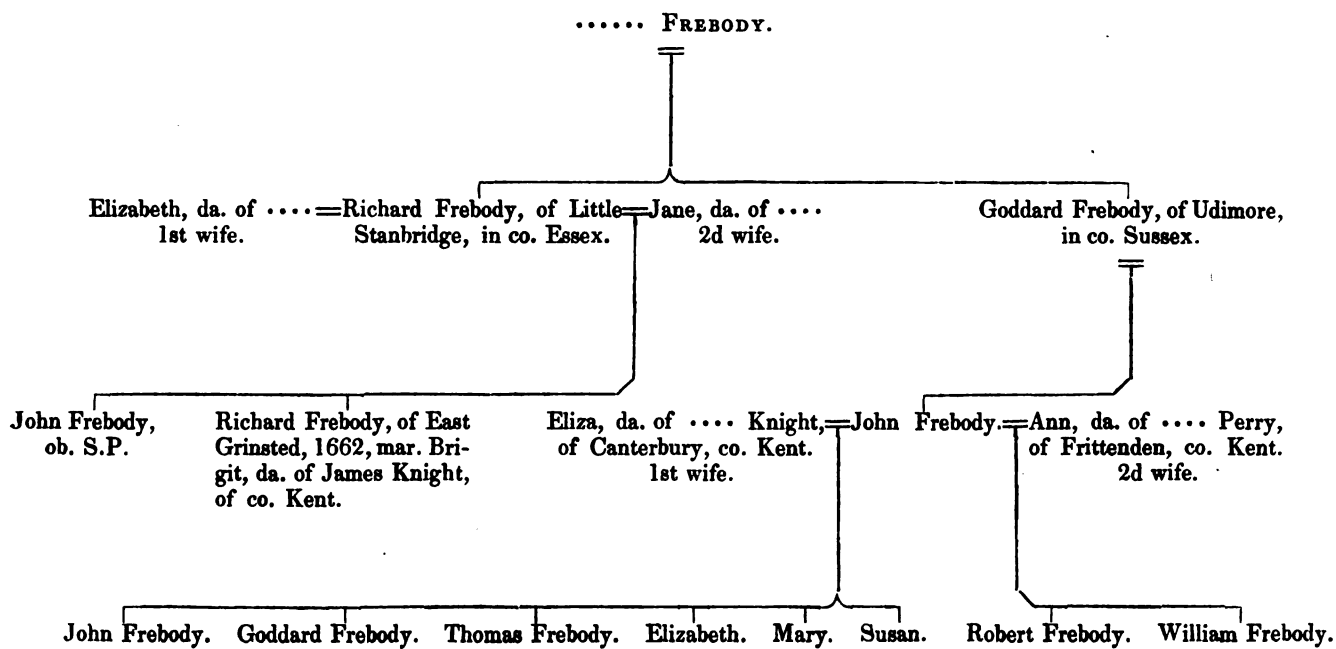 ······ FREBODY.
Elizabeth, da. of ····=Richard Frebody, of Little=Jane, da. of ····
1st wife.
Stanbridge, in co. Essex.
2d wife.
Goddard Frebody, of Udimore,
in co. Sussex.
John Frebody,
ob. S.P.
Richard Frebody, of East
Grinsted, 1662, mar. Bri-
git, da. of James Knight,
of co. Kent.
Eliza, da. of ···· Knight,=John Frebody.=Ann, da. of ···· Perry,
of Canterbury, co. Kent.
1st wife.
of Frittenden, co. Kent.
2d wife.
John Frebody. Goddard Frebody. Thomas Frebody. Elizabeth. Mary. Susan. Robert Frebody. William Frebody.